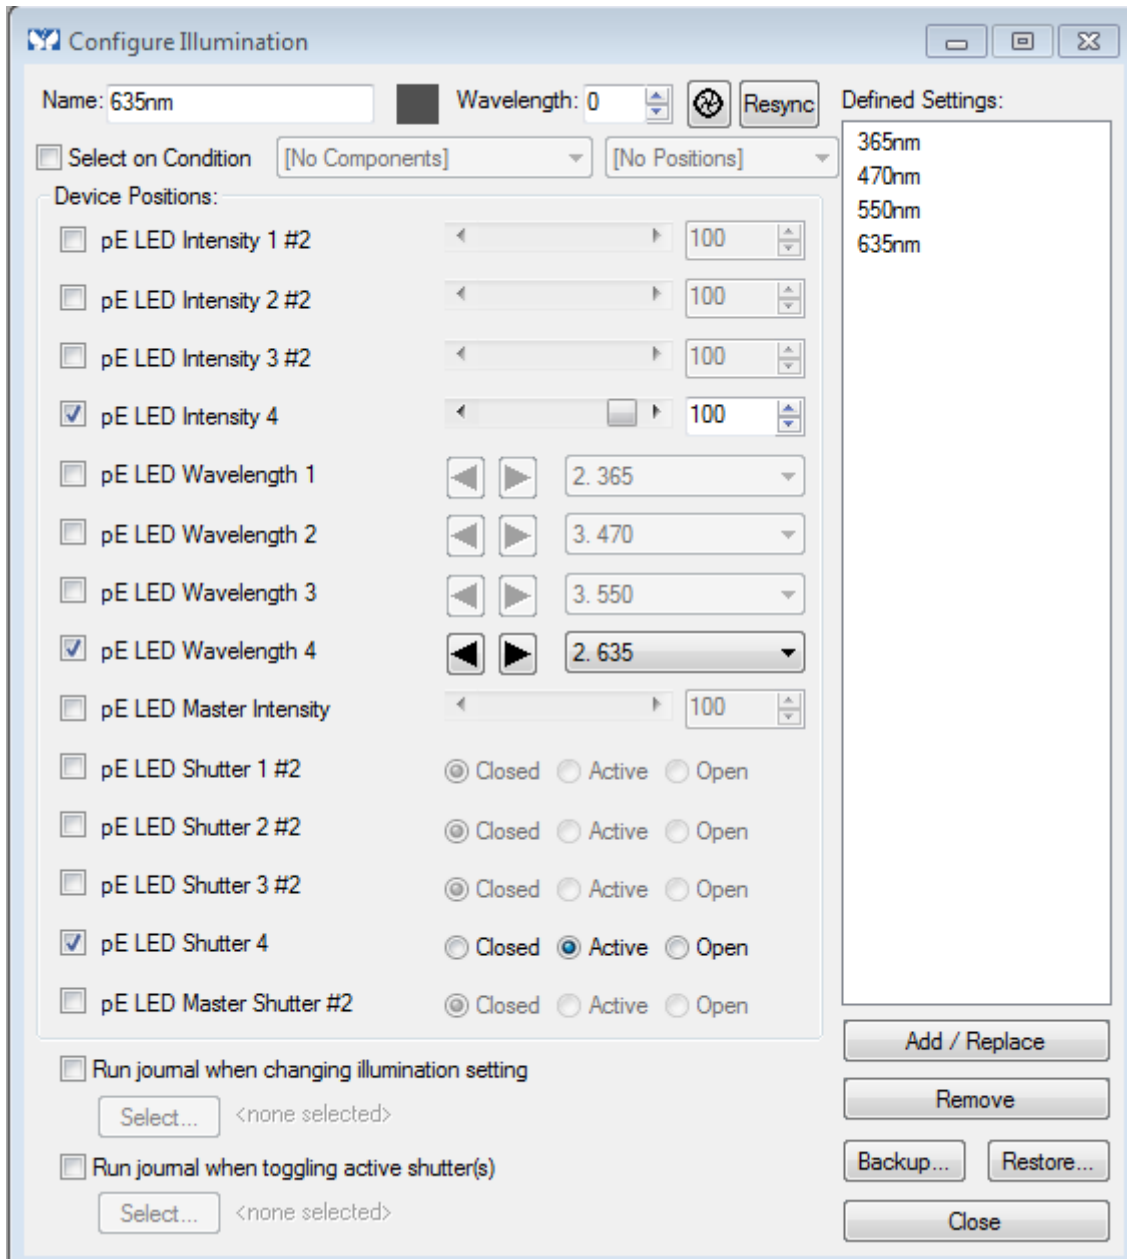 Configure Illumination
Name: 635nm Wavelength: 0 Resync Defined Settings:
Select on Condition [No Components] [No Positions]
365nm
470nm
550nm
635nm
Device Positions:
pE LED Intensity 1 #2 100
pE LED Intensity 2 #2 100
pE LED Intensity 3 #2 100
pE LED Intensity 4 100
pE LED Wavelength 1 2. 365
pE LED Wavelength 2 3. 470
pE LED Wavelength 3 3. 550
pE LED Wavelength 4 2. 635
pE LED Master Intensity 100
pE LED Shutter 1 #2 Closed Active Open
pE LED Shutter 2 #2 Closed Active Open
pE LED Shutter 3 #2 Closed Active Open
pE LED Shutter 4 Closed Active Open
pE LED Master Shutter #2 Closed Active Open
Run journal when changing illumination setting
Select... <none selected>
Run journal when toggling active shutter(s)
Select... <none selected>
Add / Replace
Remove
Backup... Restore...
Close